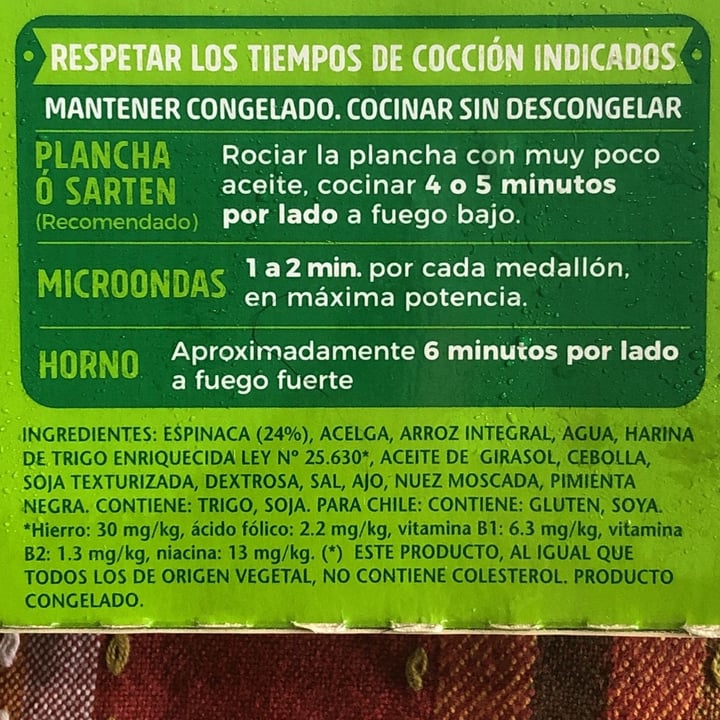 RESPETAR LOS TIEMPOS DE COCCIÓN INDICADOS
MANTENER CONGELADO. COCINAR SIN DESCONGELAR
PLANCHA
Ó SARTEN
(Recomendado)
Rociar la plancha con muy poco
aceite, cocinar 4 o 5 minutos
por lado a fuego bajo.
MICROONDAS
1 a 2 min. por cada medallón,
en máxima potencia.
HORNO
Aproximadamente 6 minutos por lado
a fuego fuerte
INGREDIENTES: ESPINACA (24%), ACELGA, ARROZ INTEGRAL, AGUA, HARINA
DE TRIGO ENRIQUECIDA LEY Nº 25.630*, ACEITE DE GIRASOL, CEBOLLA,
SOJA TEXTURIZADA, DEXTROSA, SAL, AJO, NUEZ MOSCADA, PIMIENTA
NEGRA. CONTIENE: TRIGO, SOJA. PARA CHILE: CONTIENE: GLUTEN, SOYA.
*Hierro: 30 mg/kg, ácido fólico: 2.2 mg/kg, vitamina B1: 6.3 mg/kg, vitamina
B2: 1.3 mg/kg, niacina: 13 mg/kg. (*) ESTE PRODUCTO, AL IGUAL QUE
TODOS LOS DE ORIGEN VEGETAL, NO CONTIENE COLESTEROL. PRODUCTO
CONGELADO.